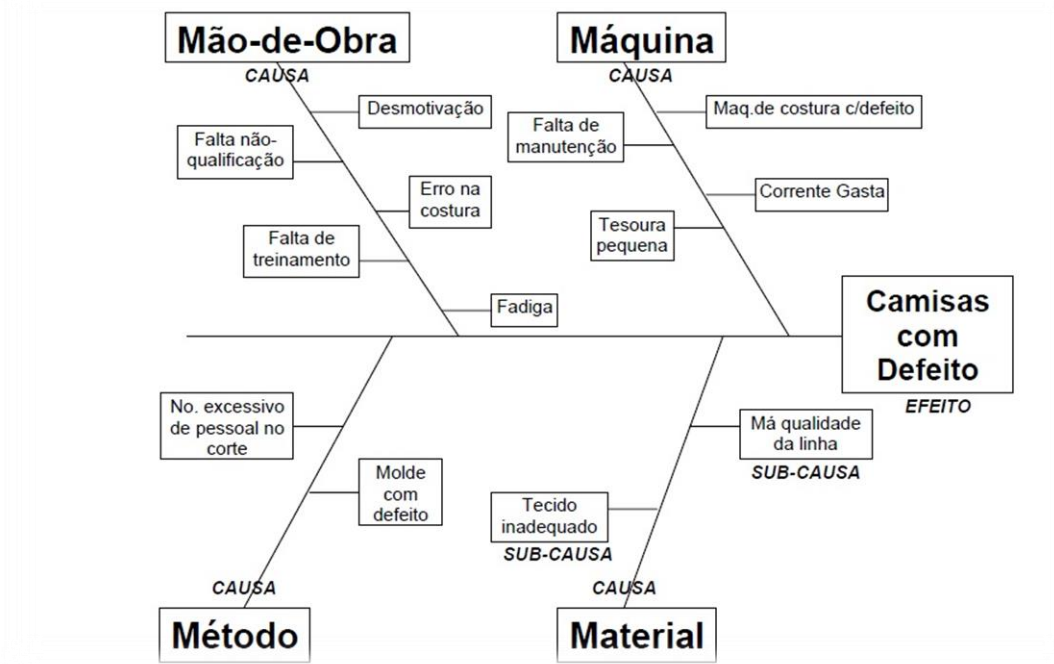 Mão-de-Obra
CAUSA
Desmotivação
Falta não-
qualificação
Erro na
costura
Falta de
treinamento
Fadiga
Máquina
CAUSA
Maq.de costura c/defeito
Falta de
manutenção
Corrente Gasta
Tesoura
pequena
Camisas
com
Defeito
EFEITO
No. excessivo
de pessoal no
corte
Molde
com
defeito
CAUSA
Método
Má qualidade
da linha
SUB-CAUSA
Tecido
inadequado
SUB-CAUSA
CAUSA
Material